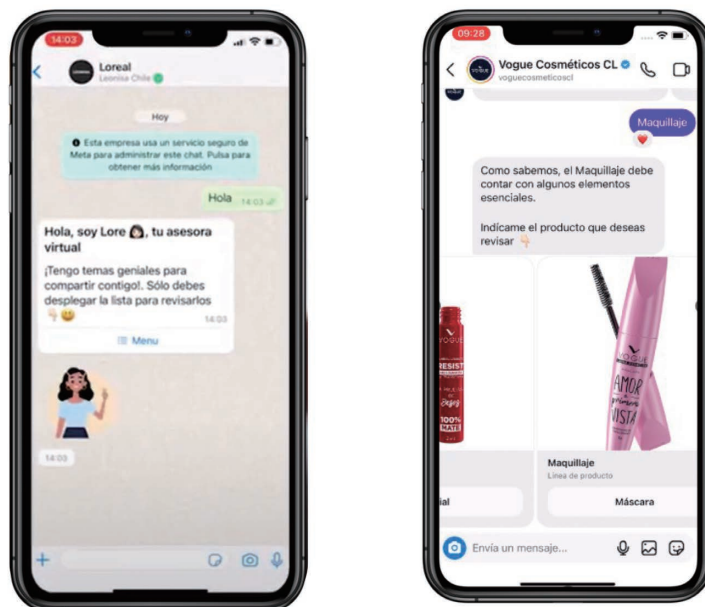 14:03
Loreal
Leonisa Chile
Hoy
Esta empresa usa un servicio seguro de
Meta para administrar este chat. Pulsa para
obtener más información
Hola 14:03
Hola, soy Lore, tu asesora
virtual
¡Tengo temas geniales para
compartir contigo!. Sólo debes
desplegar la lista para revisarlos
14:03
Menu
14:03
09:28
Vogue Cosméticos CL
voguecosmeticoscl
Maquillaje
Como sabemos, el Maquillaje debe
contar con algunos elementos
esenciales.
Indícame el producto que deseas
revisar
VOGUE
RESIST
Besos
100%
MATE
VOGUE
AMOR
primera
VISTA
Maquillaje
Linea de producto
ial
Máscara
Envía un mensaje...